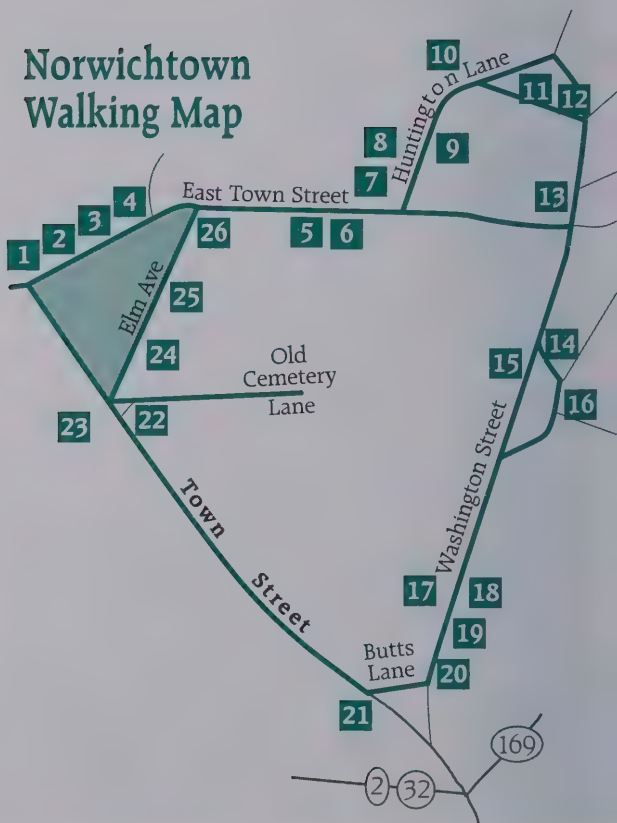 Norwichtown
Walking Map
10
Huntington Lane
11
12
8
9
7
4
East Town Street
3
13
2
26
5
6
1
25
Elm Ave
24
Old
Cemetery
Lane
14
15
16
23
22
Washington Street
Town
Street
17
18
19
Butts
Lane
20
21
169
2
32